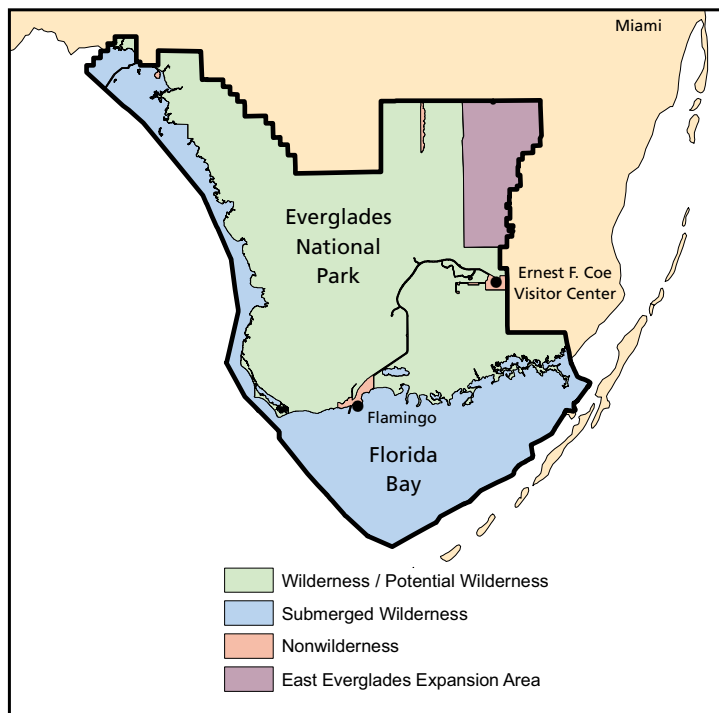 Miami
Everglades
National
Park
Ernest F. Coe
Visitor Center
Flamingo
Florida
Bay
Wilderness / Potential Wilderness
Submerged Wilderness
Nonwilderness
East Everglades Expansion Area